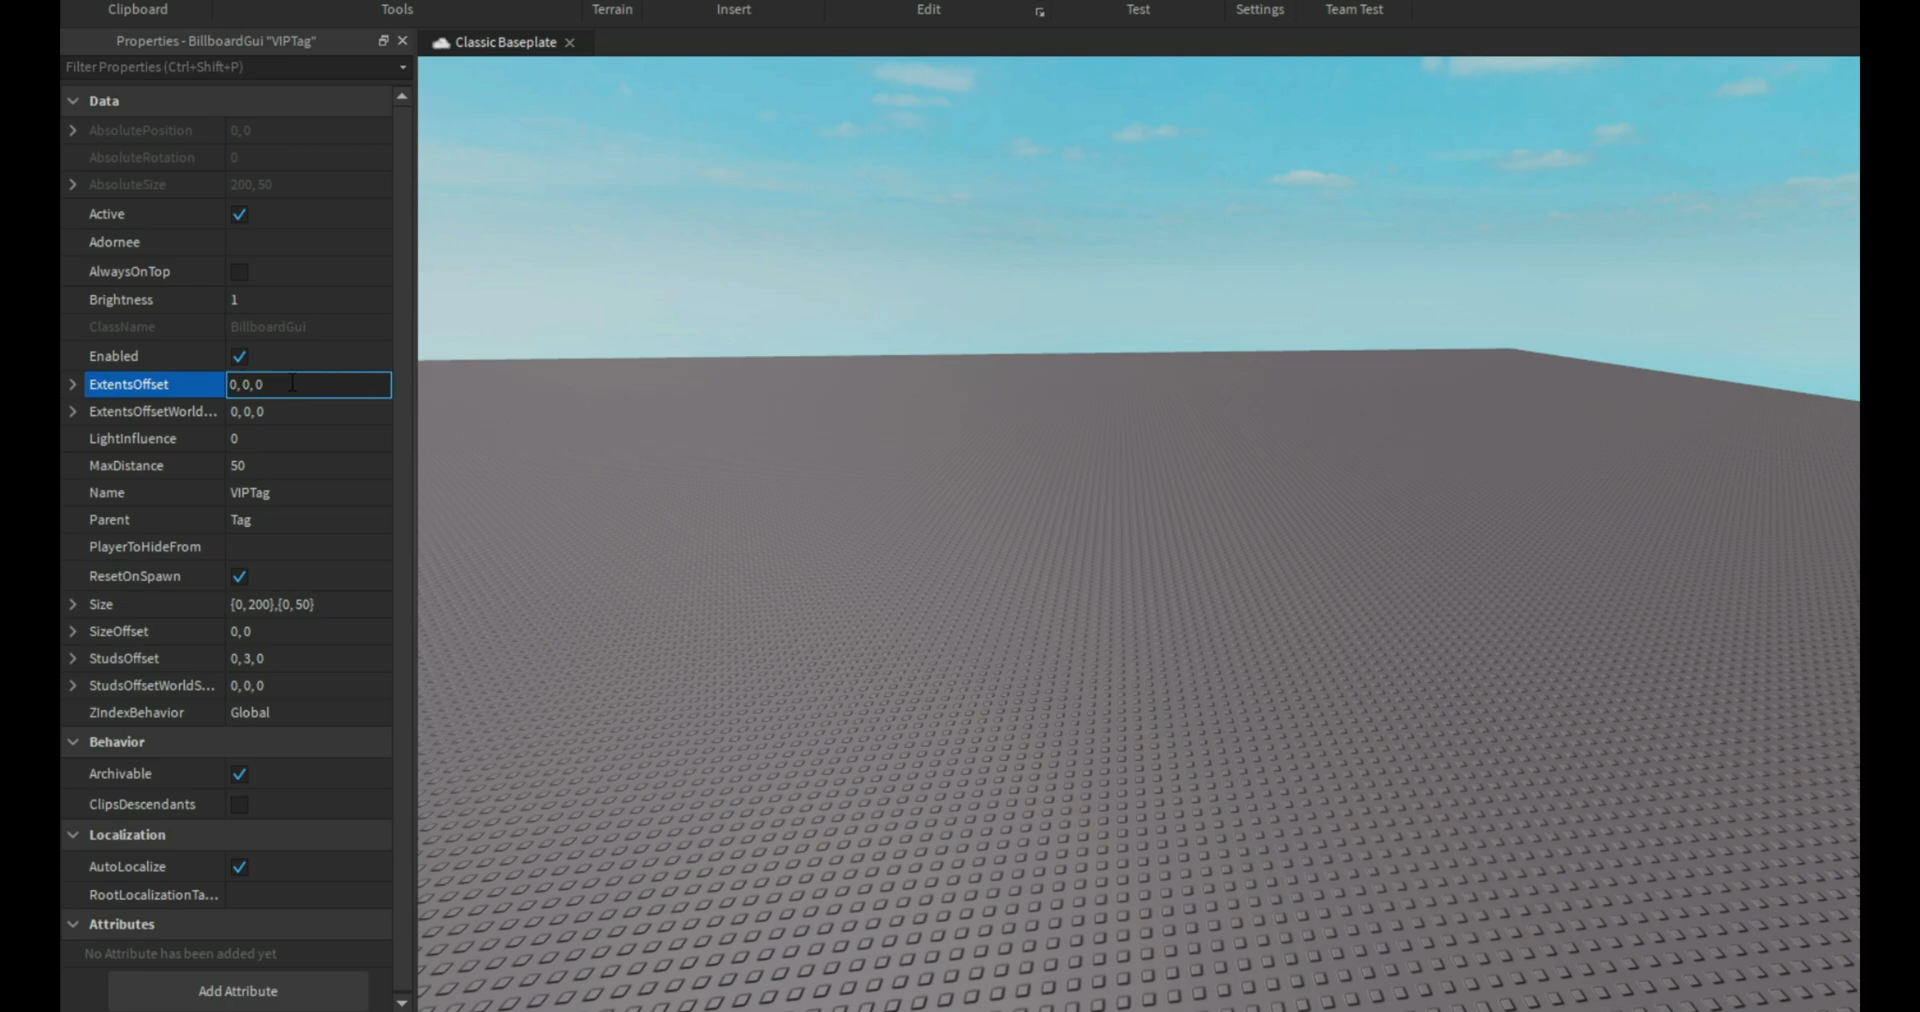 Clipboard Tools Terrain Insert Edit Test Settings Team Test
Properties - BillboardGui "VIPTag"
Classic Baseplate
Filter Properties (Ctrl+Shift+P)
Data
AbsolutePosition 0, 0
AbsoluteRotation 0
AbsoluteSize 200, 50
Active
Adornee
AlwaysOnTop
Brightness 1
ClassName BillboardGui
Enabled
ExtentsOffset 0, 0, 0
ExtentsOffsetWorld... 0, 0, 0
LightInfluence 0
MaxDistance 50
Name VIPTag
Parent Tag
PlayerToHideFrom
ResetOnSpawn
Size {0, 200},{0, 50}
SizeOffset 0, 0
StudsOffset 0, 3, 0
StudsOffsetWorldS... 0, 0, 0
ZIndexBehavior Global
Behavior
Archivable
ClipsDescendants
Localization
AutoLocalize
RootLocalizationTa...
Attributes
No Attribute has been added yet
Add Attribute